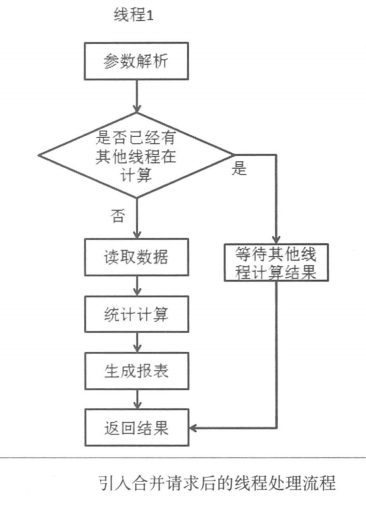 线程1
参数解析
是否已经有
其他线程在
计算
是
否
读取数据
等待其他线
程计算结果
统计计算
生成报表
返回结果
引入合并请求后的线程处理流程